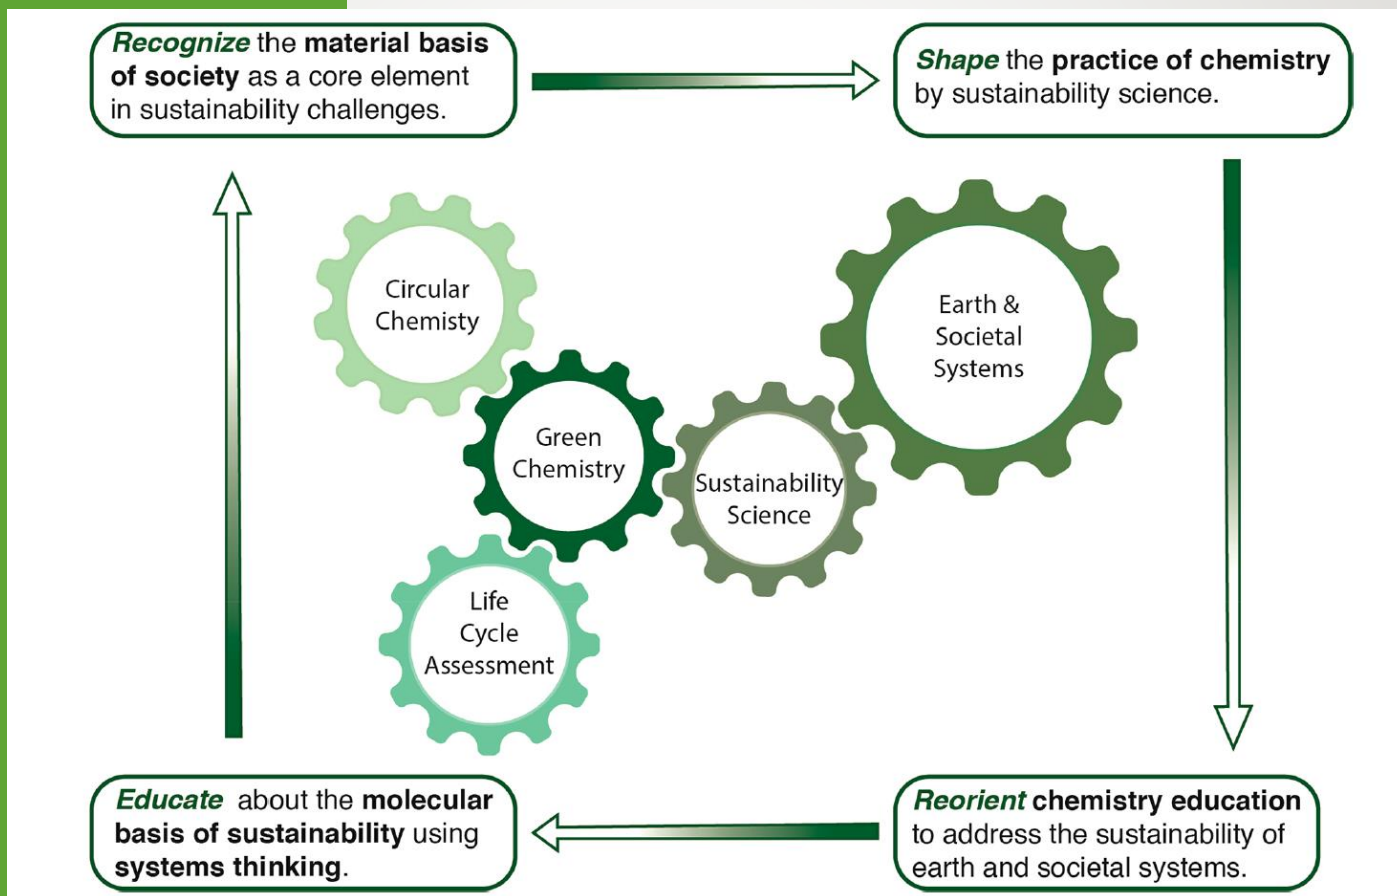 Recognize the material basis
of society as a core element
in sustainability challenges.
Shape the practice of chemistry
by sustainability science.
Circular
Chemisty
Earth &
Societal
Systems
Green
Chemistry
Sustainability
Science
Life
Cycle
Assessment
Educate about the molecular
basis of sustainability using
systems thinking.
Reorient chemistry education
to address the sustainability of
earth and societal systems.